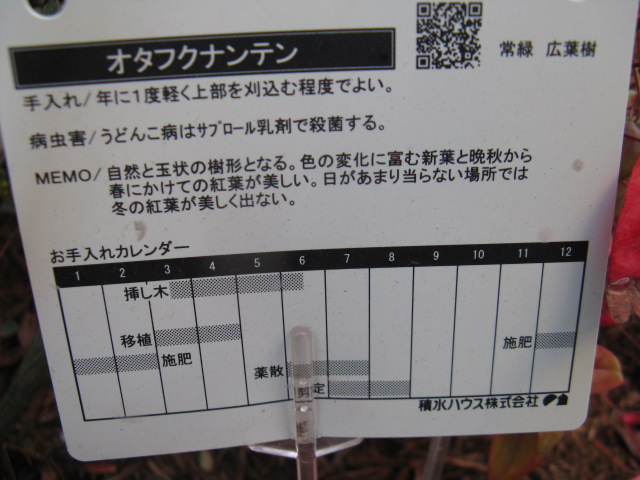 オタフクナンテン
常緑 広葉樹
手入れ/年に1度軽く上部を刈込む程度でよい。
病虫害/うどんこ病はサプロール乳剤で殺菌する。
MEMO/自然と玉状の樹形となる。色の変化に富む新葉と晩秋から
春にかけての紅葉が美しい。日があまり当らない場所では
冬の紅葉が美しく出ない。
お手入れカレンダー
1 2 3 4 5 6 7 8 9 10 11 12
挿し木
移植
施肥
施肥
薬散
剪定
積水ハウス株式会社